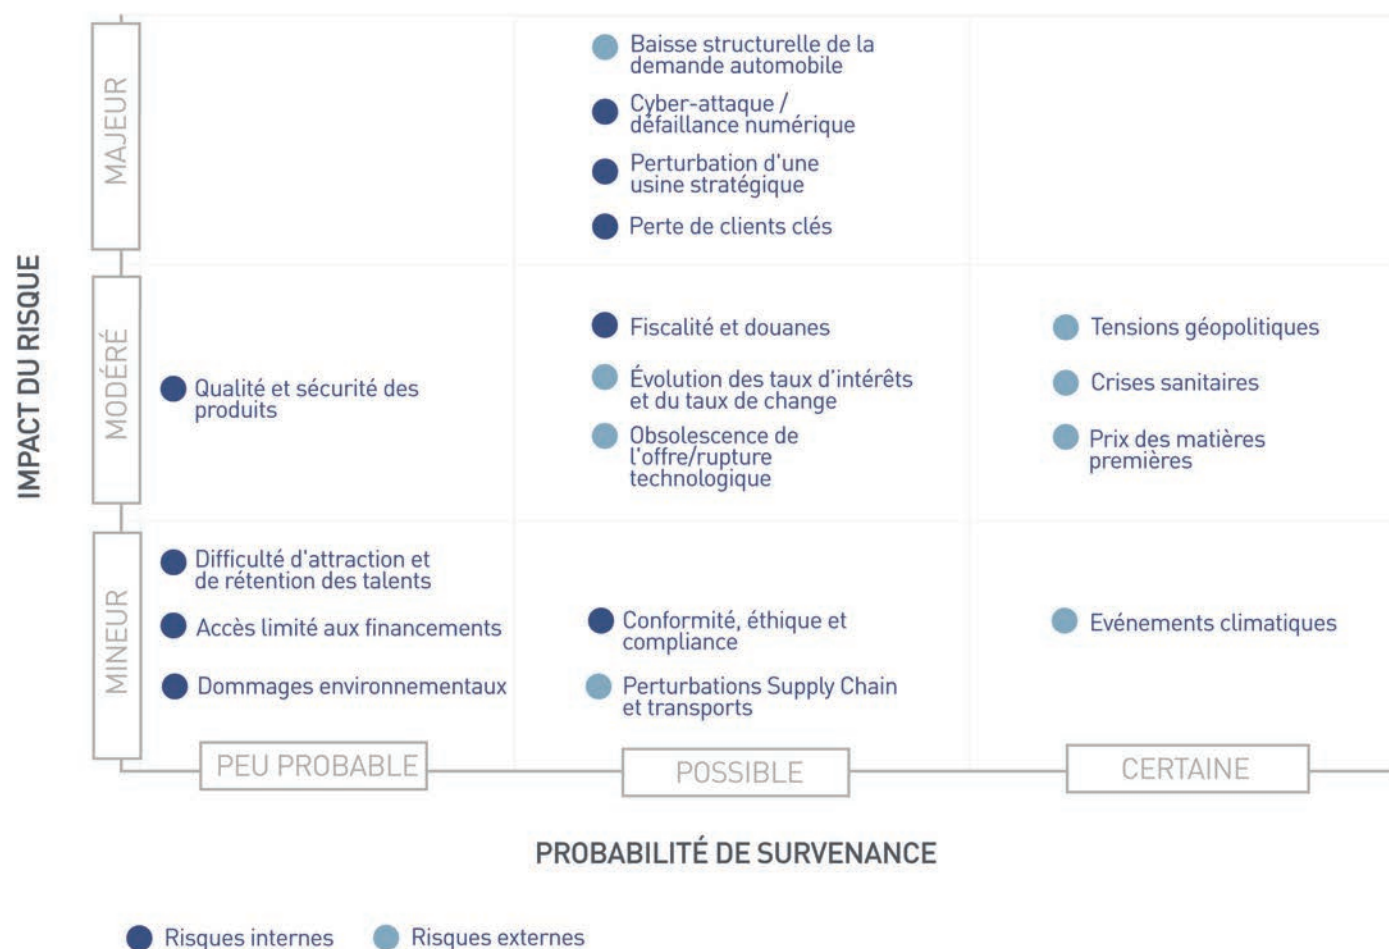 IMPACT DU RISQUE
MAJEUR
Baisse structurelle de la
demande automobile
Cyber-attaque /
défaillance numérique
Perturbation d'une
usine stratégique
Perte de clients clés
MODÉRÉ
Qualité et sécurité des
produits
Fiscalité et douanes
Évolution des taux d'intérêts
et du taux de change
Obsolescence de
l'offre/rupture
technologique
Tensions géopolitiques
Crises sanitaires
Prix des matières
premières
MINEUR
Difficulté d'attraction et
de rétention des talents
Accès limité aux financements
Dommages environnementaux
Conformité, éthique et
compliance
Perturbations Supply Chain
et transports
Evénements climatiques
PEU PROBABLE
POSSIBLE
CERTAINE
PROBABILITÉ DE SURVENANCE
Risques internes
Risques externes